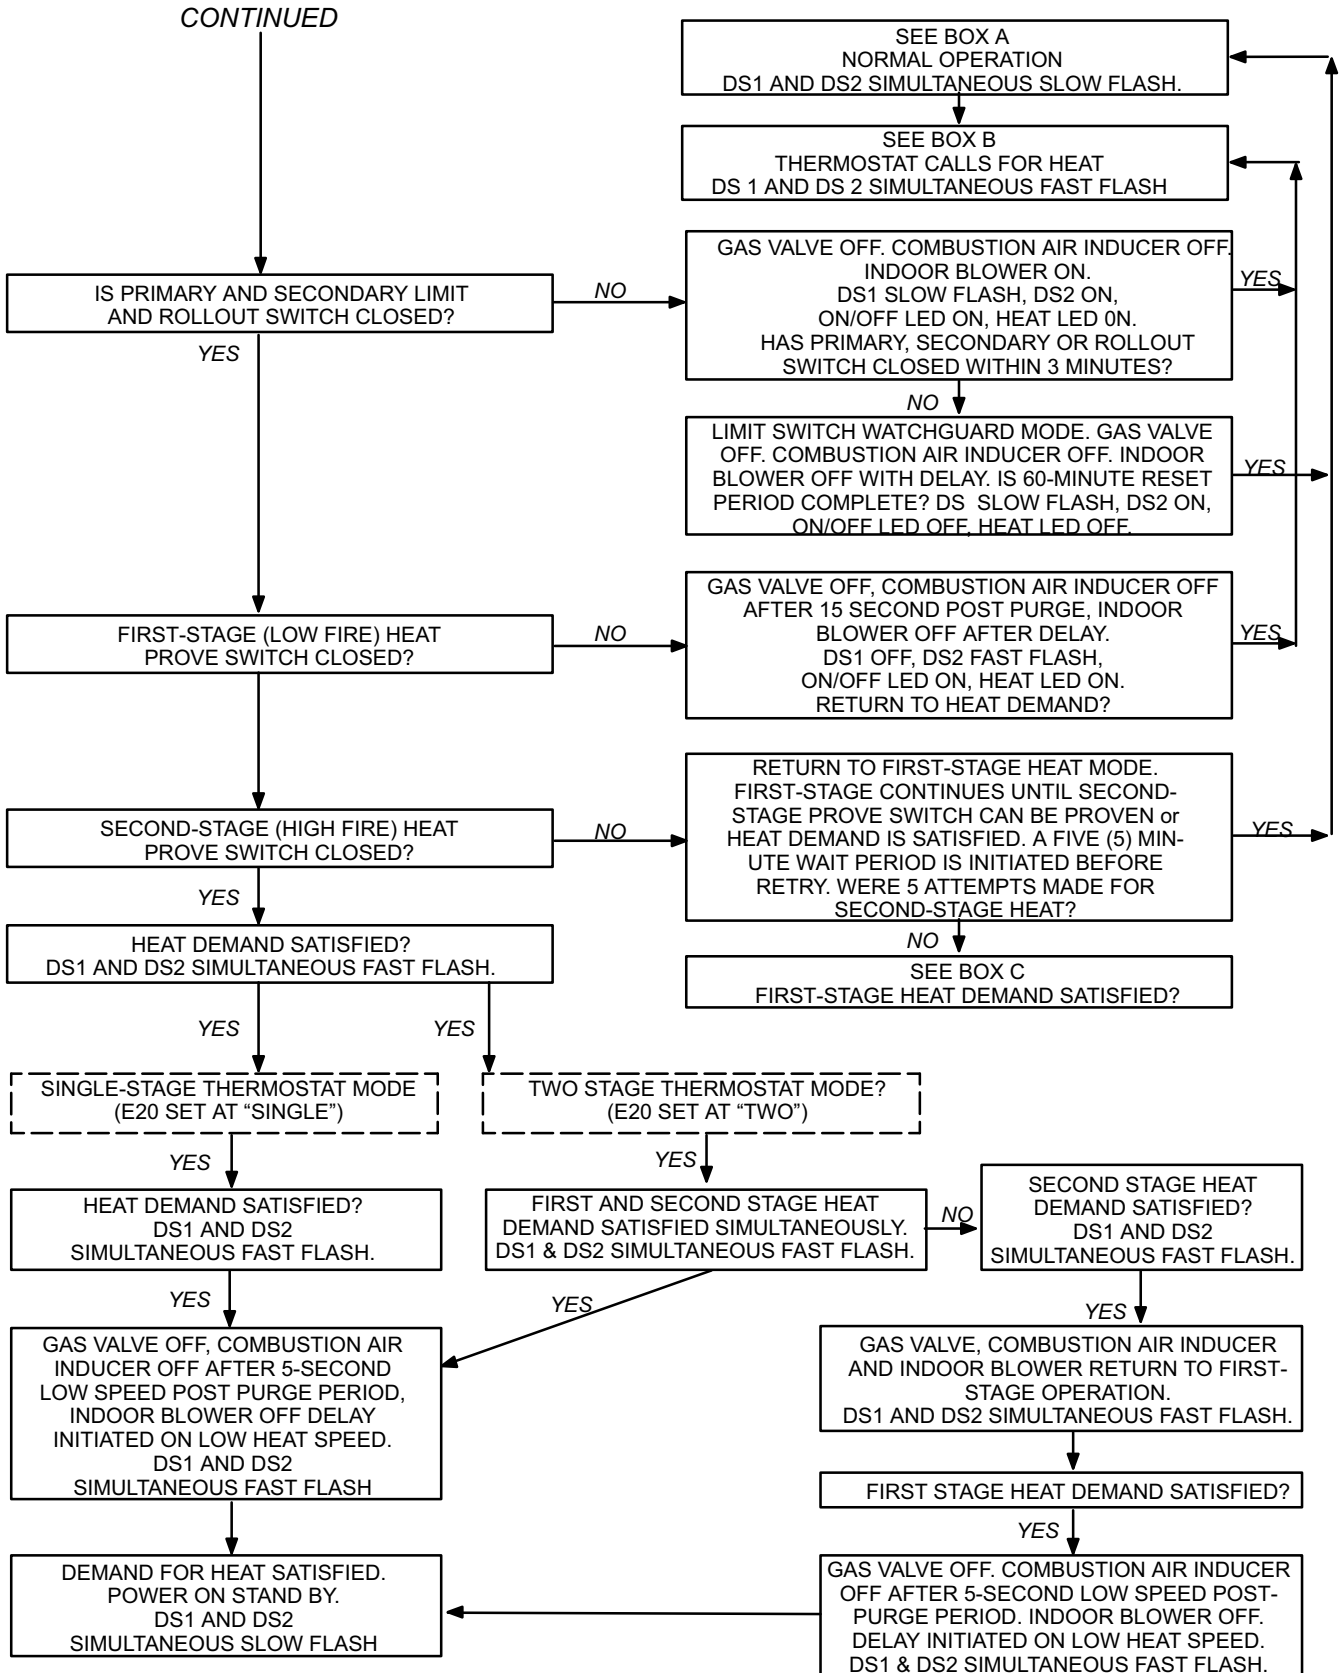 CONTINUED
SEE BOX A
NORMAL OPERATION
DS1 AND DS2 SIMULTANEOUS SLOW FLASH.
SEE BOX B
THERMOSTAT CALLS FOR HEAT
DS 1 AND DS 2 SIMULTANEOUS FAST FLASH
IS PRIMARY AND SECONDARY LIMIT
AND ROLLOUT SWITCH CLOSED?
NO
GAS VALVE OFF. COMBUSTION AIR INDUCER OFF.
INDOOR BLOWER ON.
DS1 SLOW FLASH, DS2 ON,
ON/OFF LED ON, HEAT LED 0N.
HAS PRIMARY, SECONDARY OR ROLLOUT
SWITCH CLOSED WITHIN 3 MINUTES?
YES
YES
NO
LIMIT SWITCH WATCHGUARD MODE. GAS VALVE
OFF. COMBUSTION AIR INDUCER OFF. INDOOR
BLOWER OFF WITH DELAY. IS 60-MINUTE RESET
PERIOD COMPLETE? DS  SLOW FLASH, DS2 ON,
ON/OFF LED OFF, HEAT LED OFF.
YES
FIRST-STAGE (LOW FIRE) HEAT
PROVE SWITCH CLOSED?
NO
GAS VALVE OFF, COMBUSTION AIR INDUCER OFF
AFTER 15 SECOND POST PURGE, INDOOR
BLOWER OFF AFTER DELAY.
DS1 OFF, DS2 FAST FLASH,
ON/OFF LED ON, HEAT LED ON.
RETURN TO HEAT DEMAND?
YES
SECOND-STAGE (HIGH FIRE) HEAT
PROVE SWITCH CLOSED?
NO
RETURN TO FIRST-STAGE HEAT MODE.
FIRST-STAGE CONTINUES UNTIL SECOND-
STAGE PROVE SWITCH CAN BE PROVEN or
HEAT DEMAND IS SATISFIED. A FIVE (5) MIN-
UTE WAIT PERIOD IS INITIATED BEFORE
RETRY. WERE 5 ATTEMPTS MADE FOR
SECOND-STAGE HEAT?
YES
YES
HEAT DEMAND SATISFIED?
DS1 AND DS2 SIMULTANEOUS FAST FLASH.
NO
SEE BOX C
FIRST-STAGE HEAT DEMAND SATISFIED?
YES
YES
SINGLE-STAGE THERMOSTAT MODE
(E20 SET AT “SINGLE”)
TWO STAGE THERMOSTAT MODE?
(E20 SET AT “TWO”)
YES
YES
HEAT DEMAND SATISFIED?
DS1 AND DS2
SIMULTANEOUS FAST FLASH.
FIRST AND SECOND STAGE HEAT
DEMAND SATISFIED SIMULTANEOUSLY.
DS1 & DS2 SIMULTANEOUS FAST FLASH.
NO
SECOND STAGE HEAT
DEMAND SATISFIED?
DS1 AND DS2
SIMULTANEOUS FAST FLASH.
YES
YES
YES
GAS VALVE OFF, COMBUSTION AIR
INDUCER OFF AFTER 5-SECOND
LOW SPEED POST PURGE PERIOD,
INDOOR BLOWER OFF DELAY
INITIATED ON LOW HEAT SPEED.
DS1 AND DS2
SIMULTANEOUS FAST FLASH
GAS VALVE, COMBUSTION AIR INDUCER
AND INDOOR BLOWER RETURN TO FIRST-
STAGE OPERATION.
DS1 AND DS2 SIMULTANEOUS FAST FLASH.
FIRST STAGE HEAT DEMAND SATISFIED?
YES
DEMAND FOR HEAT SATISFIED.
POWER ON STAND BY.
DS1 AND DS2
SIMULTANEOUS SLOW FLASH
GAS VALVE OFF. COMBUSTION AIR INDUCER
OFF AFTER 5-SECOND LOW SPEED POST-
PURGE PERIOD. INDOOR BLOWER OFF.
DELAY INITIATED ON LOW HEAT SPEED.
DS1 & DS2 SIMULTANEOUS FAST FLASH.